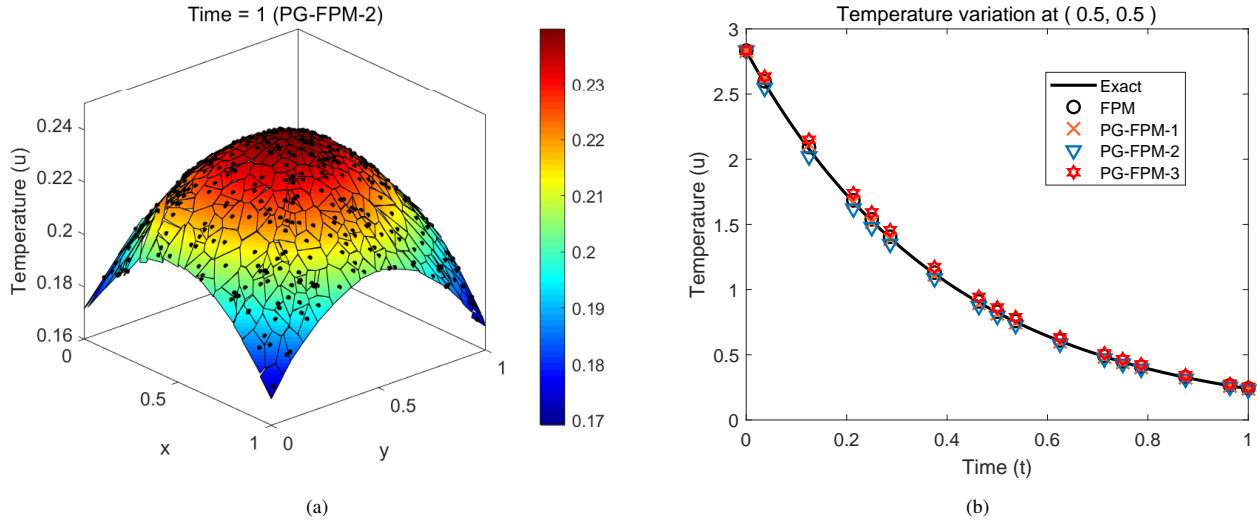 Time = 1 (PG-FPM-2)
Temperature (u)
0.24
0.22
0.2
0.18
0.16
0
0.5
1
x
0
0.5
1
y
0.23
0.22
0.21
0.20
0.19
0.18
0.17
(a)
Temperature variation at ( 0.5, 0.5 )
Temperature (u)
3
2.5
2
1.5
1
0.5
0
0
0.2
0.4
0.6
0.8
1
Time (t)
Exact
FPM
PG-FPM-1
PG-FPM-2
PG-FPM-3
(b)